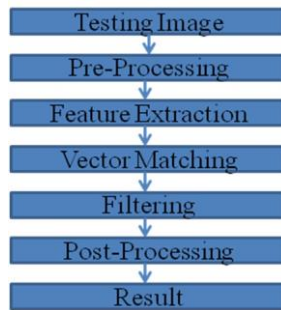 Testing Image
Pre-Processing
Feature Extraction
Vector Matching
Filtering
Post-Processing
Result